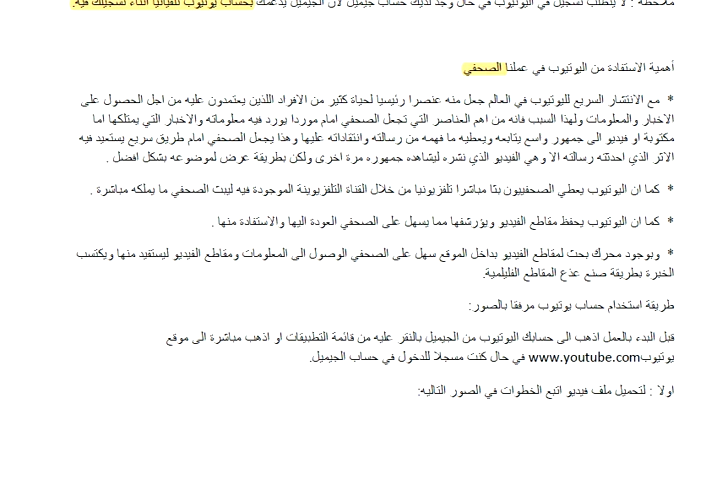 ملاحظة : لا يتطلب تسجيل في اليوتيوب في حال وجد لديك حساب جيميل لان الجيميل يدعمك بحساب يوتيوب تلقائيا اثناء تسجيلك فيه.
أهمية الاستفادة من اليوتيوب في عملنا الصحفي
* مع الانتشار السريع لليوتيوب في العالم جعل منه عنصرا رئيسيا لحياة كثير من الافراد اللذين يعتمدون عليه من اجل الحصول على
الاخبار والمعلومات ولهذا السبب فانه من اهم العناصر التي تجعل الصحفي امام موردا يورد فيه معلوماته والاخبار التي يمتلكها اما
مكتوبة او فيديو الى جمهور واسع يتابعه ويعطيه ما فهمه من رسالته وانتقاداته عليها وهذا يجعل الصحفي امام طريق سريع يستعيد فيه
الاثر الذي احدثته رسالته الا وهي الفيديو الذي نشره ليشاهده جمهوره مرة اخرى ولكن بطريقة عرض لموضوعه بشكل افضل .
* كما ان اليوتيوب يعطي الصحفييون بثا مباشرا تلفزيونيا من خلال القناة التلفزيوينة الموجودة فيه ليبث الصحفي ما يملكه مباشرة .
* كما ان اليوتيوب يحفظ مقاطع الفيديو ويؤرشفها مما يسهل على الصحفي العودة اليها والاستفادة منها .
* وبوجود محرك بحث لمقاطع الفيديو بداخل الموقع سهل على الصحفي الوصول الى المعلومات ومقاطع الفيديو ليستفيد منها ويكتسب
الخبرة بطريقة صنع عذع المقاطع الفليلمية.
طريقة استخدام حساب يوتيوب مرفقا بالصور:
قبل البدء بالعمل اذهب الى حسابك اليوتيوب من الجيميل بالنقر عليه من قائمة التطبيقات او اذهب مباشرة الى موقع
يوتيوبwww.youtube.com في حال كنت مسجلا للدخول في حساب الجيميل.
اولا : لتحميل ملف فيديو اتبع الخطوات في الصور التاليه: